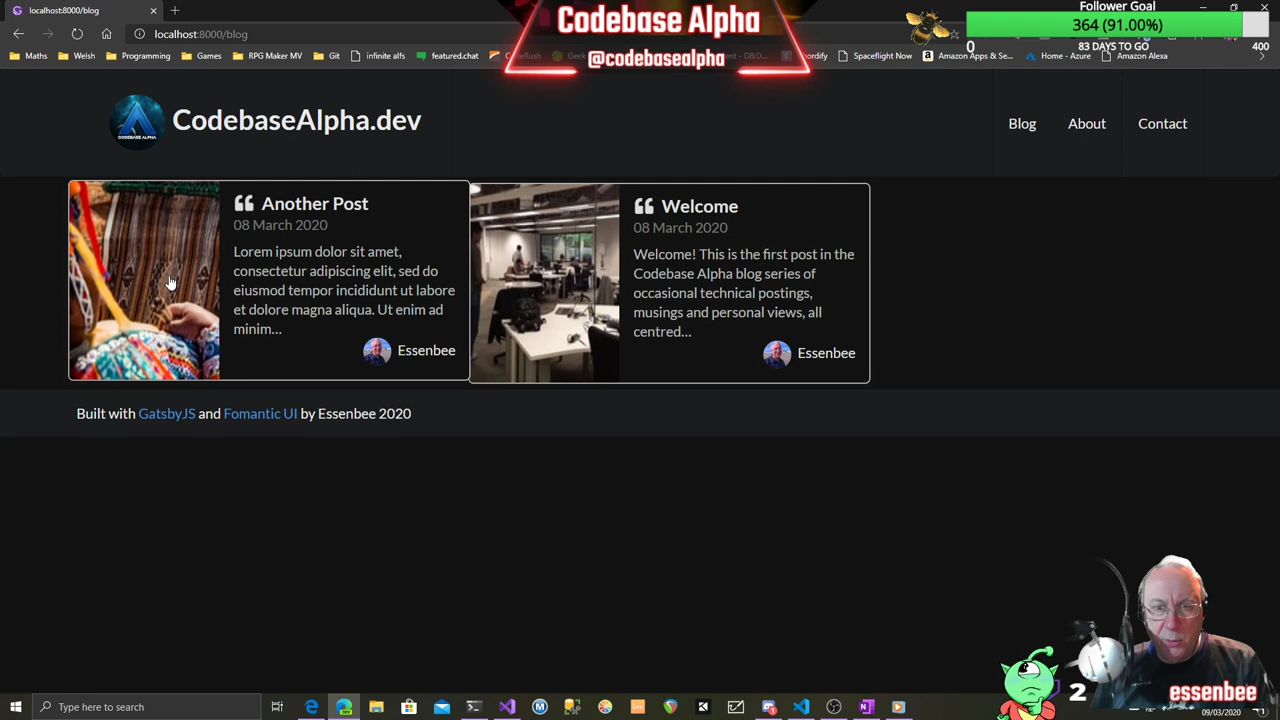 localhost:8000/blog
localhost:8000/blog
Welsh
Programming
Games
RPG Maker MV
Git
infinite alfs
featured.chat
Spaceflight Now
Amazon Apps & Se...
Home - Azure
Amazon Alexa
Codebase Alpha
@codebasealpha
Follower Goal
364 (91.00%)
0
83 DAYS TO GO
400
CODEBASE ALPHA
CodebaseAlpha.dev
Blog
About
Contact
Another Post
08 March 2020
Lorem ipsum dolor sit amet,
consectetur adipiscing elit, sed do
eiusmod tempor incididunt ut labore
et dolore magna aliqua. Ut enim ad
minim...
Essenbee
Welcome
08 March 2020
Welcome! This is the first post in the
Codebase Alpha blog series of
occasional technical postings,
musings and personal views, all
centred...
Essenbee
Built with GatsbyJS and Fomantic UI by Essenbee 2020
2
essenbee
Type here to search
09/03/2020